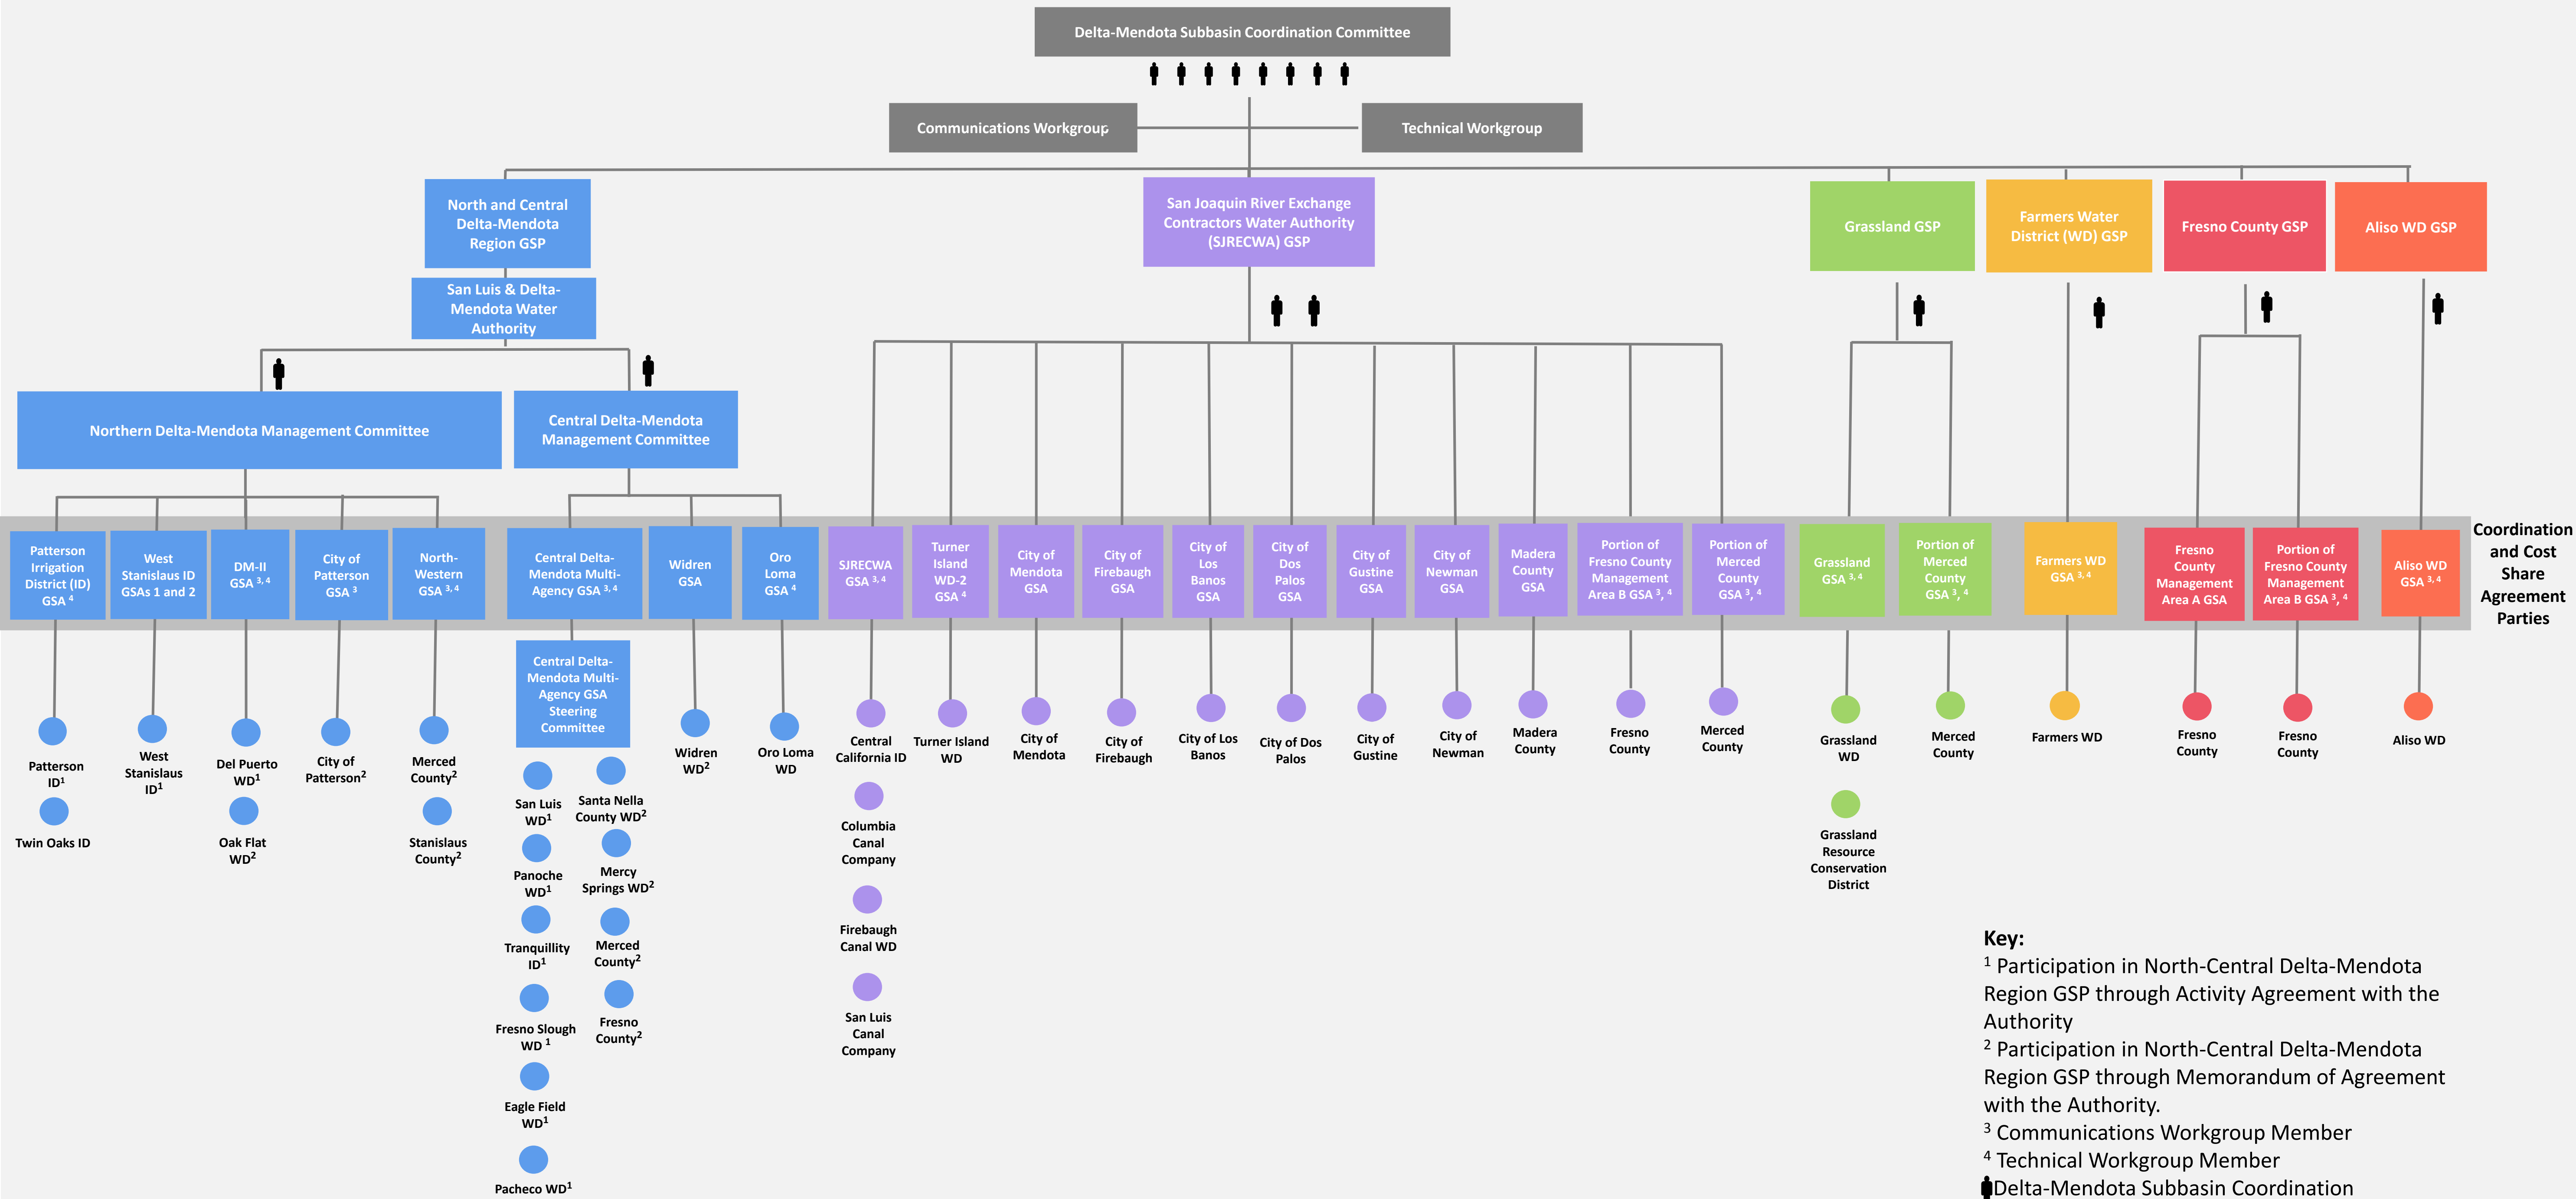 Delta-Mendota Subbasin Coordination Committee
Communications Workgroup
Technical Workgroup
North and Central
Delta-Mendota
Region GSP
San Joaquin River Exchange
Contractors Water Authority
(SJRECWA) GSP
Grassland GSP
Farmers Water
District (WD) GSP
Fresno County GSP
Aliso WD GSP
San Luis & Delta-
Mendota Water
Authority
Northern Delta-Mendota Management Committee
Central Delta-Mendota
Management Committee
Patterson
Irrigation
District (ID)
GSA 4
West
Stanislaus ID
GSAs 1 and 2
DM-II
GSA 3, 4
City of
Patterson
GSA 3
North-
Western
GSA 3, 4
Central Delta-
Mendota Multi-
Agency GSA 3, 4
Widren
GSA
Oro
Loma
GSA 4
SJRECWA
GSA 3, 4
Turner
Island
WD-2
GSA 4
City of
Mendota
GSA
City of
Firebaugh
GSA
City of
Los
Banos
GSA
City of
Dos
Palos
GSA
City of
Gustine
GSA
City of
Newman
GSA
Madera
County
GSA
Portion of
Fresno County
Management
Area B GSA 3, 4
Portion of
Merced
County
GSA 3, 4
Grassland
GSA 3, 4
Portion of
Merced
County
GSA 3, 4
Farmers WD
GSA 3, 4
Fresno
County
Management
Area A GSA
Portion of
Fresno County
Management
Area B GSA 3, 4
Aliso WD
GSA 3, 4
Coordination
and Cost
Share
Agreement
Parties
Central Delta-
Mendota Multi-
Agency GSA
Steering
Committee
Patterson
ID1
Twin Oaks ID
West
Stanislaus
ID1
Del Puerto
WD1
Oak Flat
WD2
City of
Patterson2
Merced
County2
Stanislaus
County2
San Luis
WD1
Panoche
WD1
Tranquillity
ID1
Fresno Slough
WD 1
Eagle Field
WD1
Pacheco WD1
Santa Nella
County WD2
Mercy
Springs WD2
Merced
County2
Fresno
County2
Widren
WD2
Oro Loma
WD
Central
California ID
Columbia
Canal
Company
Firebaugh
Canal WD
San Luis
Canal
Company
Turner Island
WD
City of
Mendota
City of
Firebaugh
City of Los
Banos
City of Dos
Palos
City of
Gustine
City of
Newman
Madera
County
Fresno
County
Merced
County
Grassland
WD
Grassland
Resource
Conservation
District
Merced
County
Farmers WD
Fresno
County
Fresno
County
Aliso WD
Key:
1 Participation in North-Central Delta-Mendota
Region GSP through Activity Agreement with the
Authority
2 Participation in North-Central Delta-Mendota
Region GSP through Memorandum of Agreement
with the Authority.
3 Communications Workgroup Member
4 Technical Workgroup Member
Delta-Mendota Subbasin Coordination